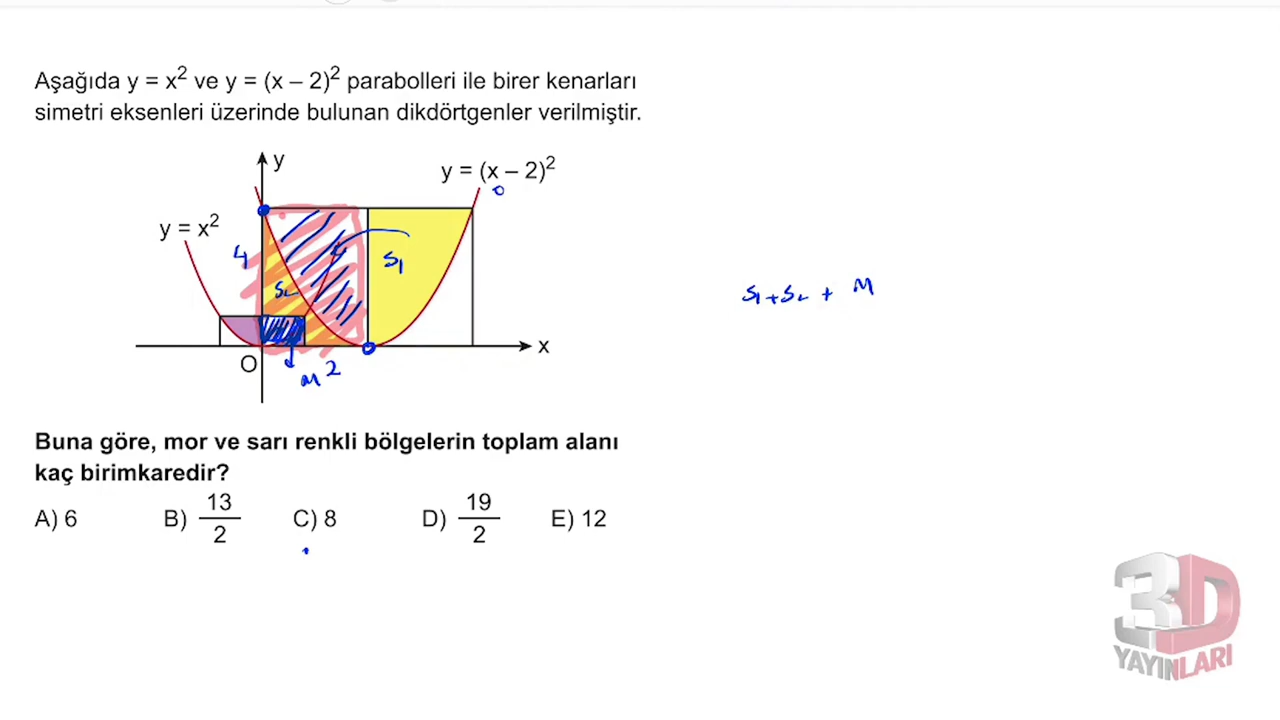 Aşağıda y = x² ve y = (x – 2)² parabolleri ile birer kenarları
simetri eksenleri üzerinde bulunan dikdörtgenler verilmiştir.
y
y = (x – 2)²
0
y = x²
4
S₁
S₂
S₁+S₂ + M
x
O
M
2
Buna göre, mor ve sarı renkli bölgelerin toplam alanı
kaç birimkaredir?
A) 6 B) 13/2 C) 8 D) 19/2 E) 12
3D
YAYINLARI